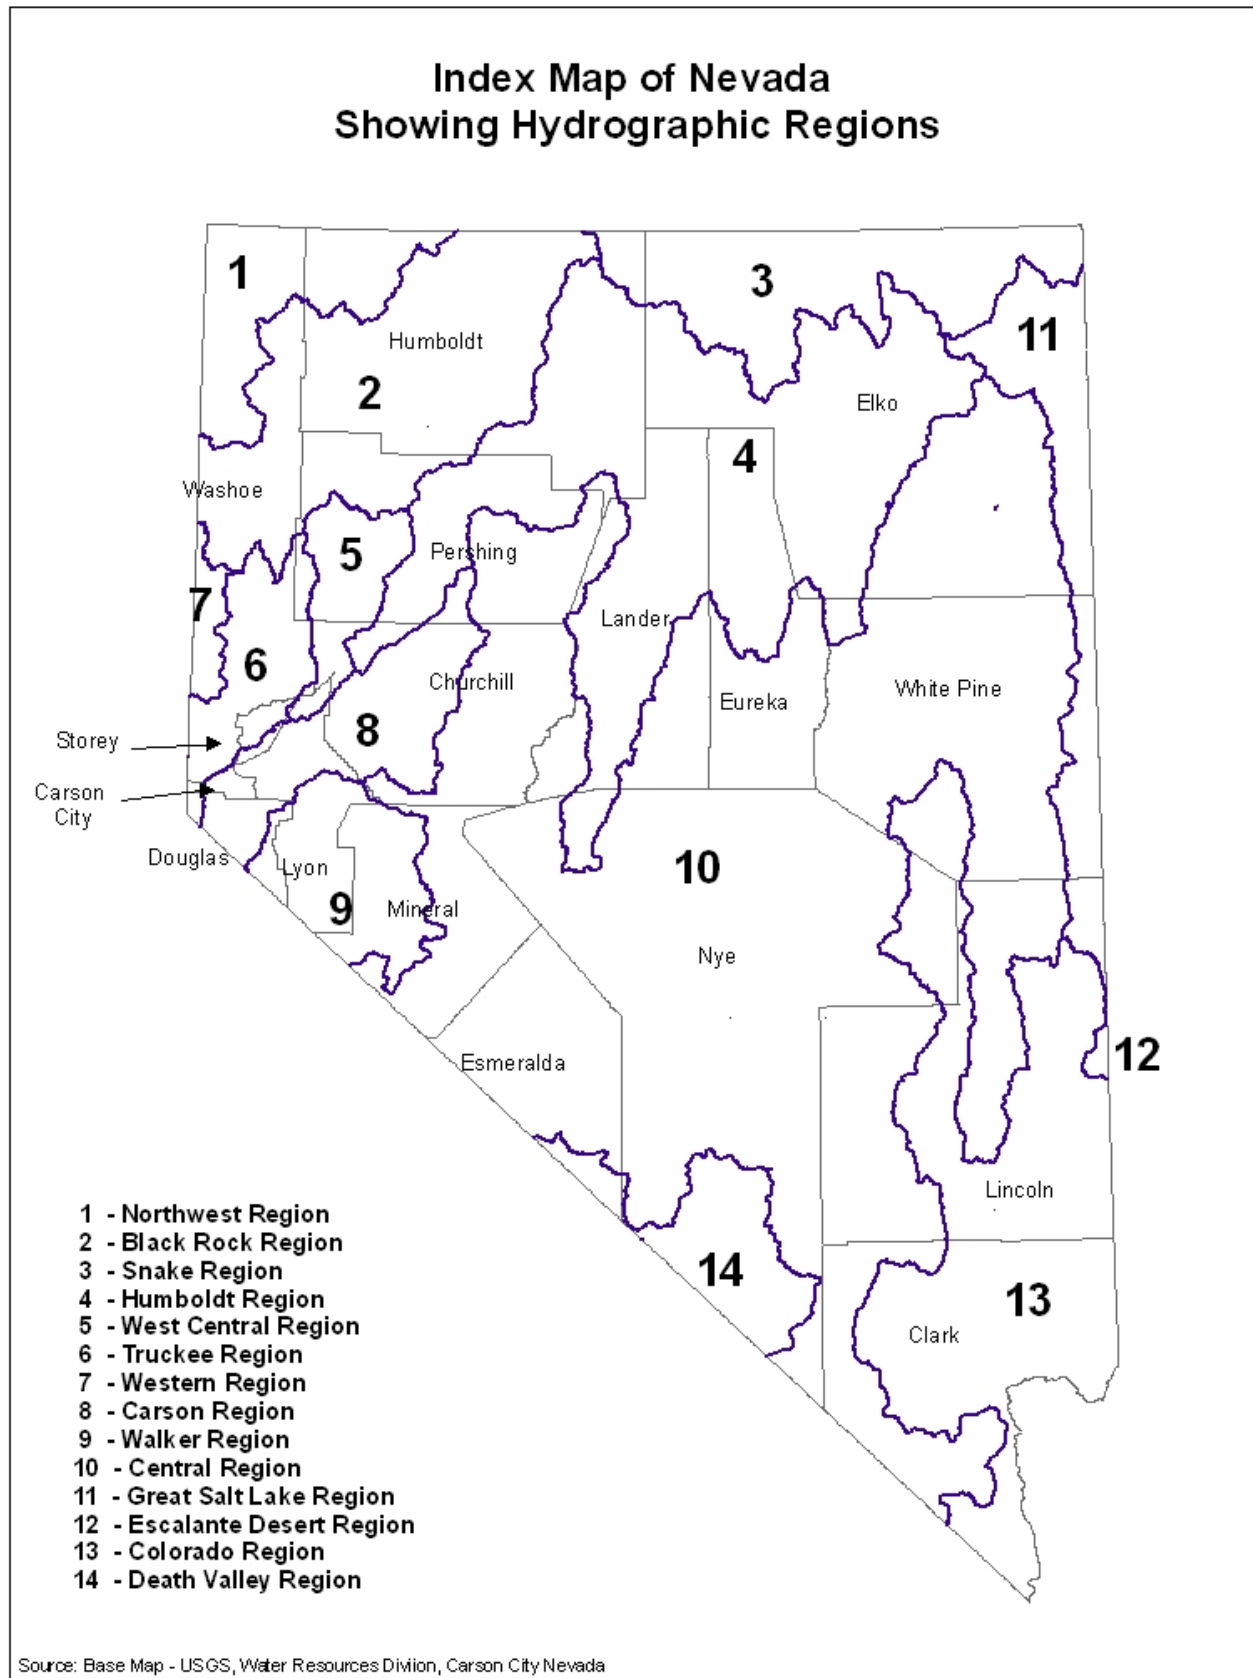 Index Map of Nevada
Showing Hydrographic Regions
1
3
11
Humboldt
2
Elko
4
Washoe
5
Pershing
7
Lander
6
Churchill
White Pine
Eureka
8
Storey
Carson
City
Douglas
Lyon
10
9
Mineral
Nye
12
Esmeralda
Lincoln
14
13
Clark
1 - Northwest Region
2 - Black Rock Region
3 - Snake Region
4 - Humboldt Region
5 - West Central Region
6 - Truckee Region
7 - Western Region
8 - Carson Region
9 - Walker Region
10 - Central Region
11 - Great Salt Lake Region
12 - Escalante Desert Region
13 - Colorado Region
14 - Death Valley Region
Source: Base Map - USGS, Water Resources Diviion, Carson City Nevada